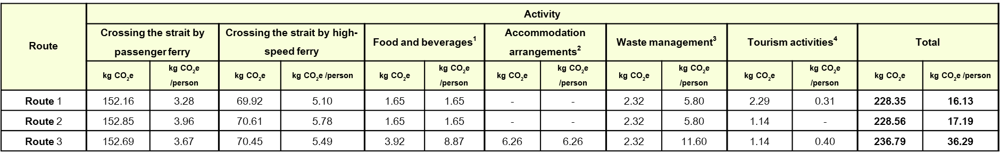 Route | Activity
Crossing the strait by passenger ferry | Crossing the strait by high-speed ferry | Food and beverages¹ | Accommodation arrangements² | Waste management³ | Tourism activities⁴ | Total
kg CO₂e | kg CO₂e /person | kg CO₂e | kg CO₂e /person | kg CO₂e | kg CO₂e /person | kg CO₂e | kg CO₂e /person | kg CO₂e | kg CO₂e /person | kg CO₂e | kg CO₂e /person | kg CO₂e | kg CO₂e /person
Route 1 | 152.16 | 3.28 | 69.92 | 5.10 | 1.65 | 1.65 | - | - | 2.32 | 5.80 | 2.29 | 0.31 | 228.35 | 16.13
Route 2 | 152.85 | 3.96 | 70.61 | 5.78 | 1.65 | 1.65 | - | - | 2.32 | 5.80 | 1.14 | - | 228.56 | 17.19
Route 3 | 152.69 | 3.67 | 70.45 | 5.49 | 3.92 | 8.87 | 6.26 | 6.26 | 2.32 | 11.60 | 1.14 | 0.40 | 236.79 | 36.29